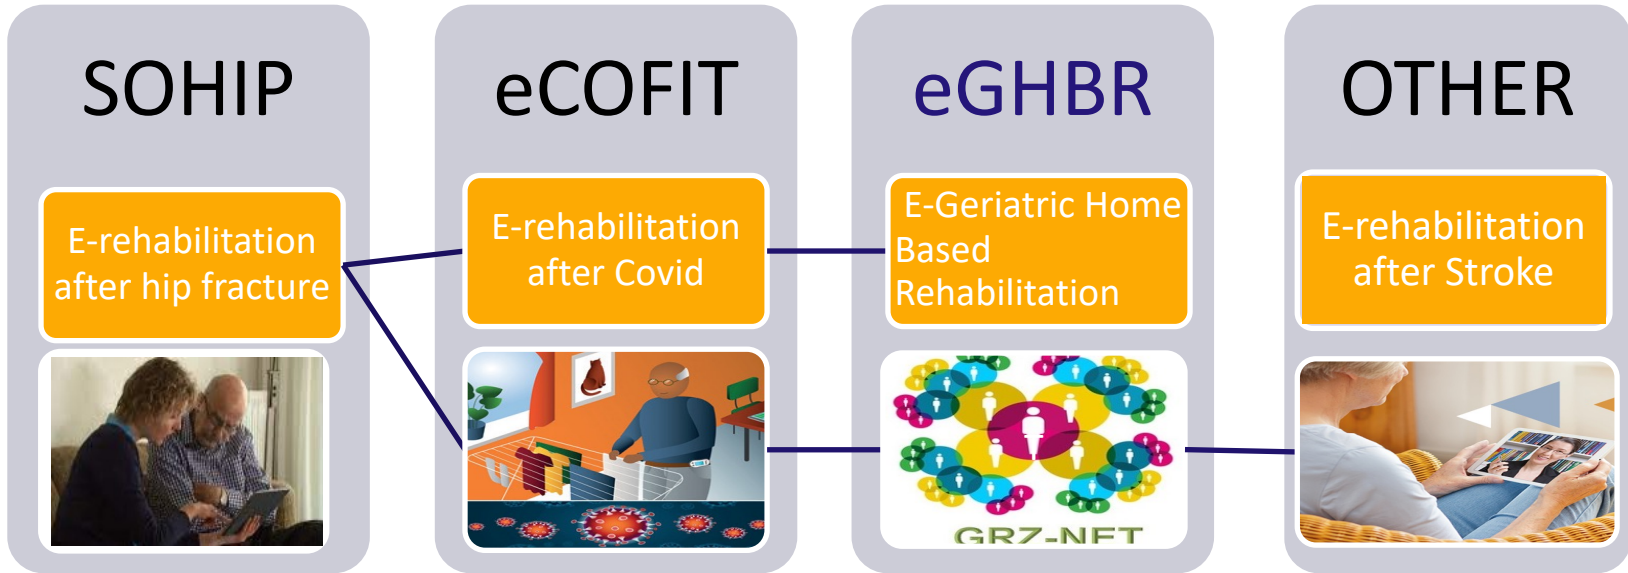 SOHIP
E-rehabilitation
after hip fracture
eCOFIT
E-rehabilitation
after Covid
eGHBR
E-Geriatric Home
Based
Rehabilitation
GRZ-NET
OTHER
E-rehabilitation
after Stroke